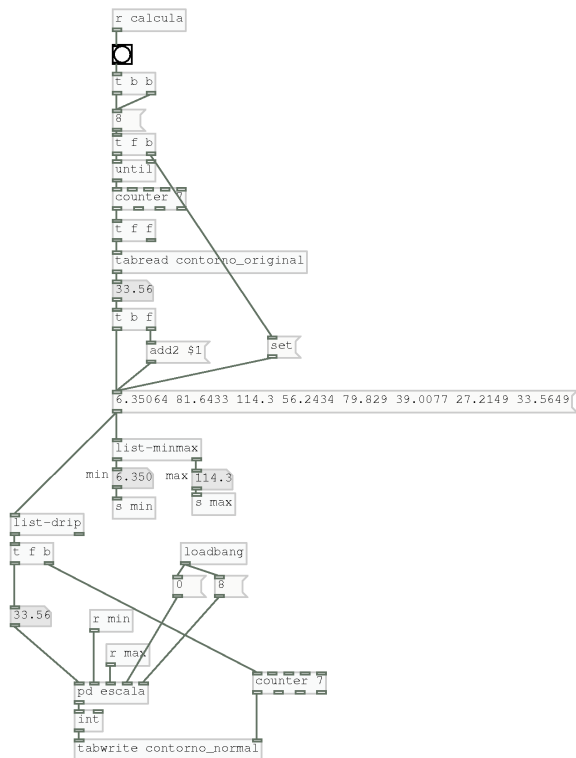 r calcula
t b b
8
t f b
until
counter 7
t f f
tabread contorno_original
33.56
t b f
add2 $1
set
6.35064 81.6433 114.3 56.2434 79.829 39.0077 27.2149 33.5649
list-minmax
min 6.350 max 114.3
s min
s max
list-drip
t f b
loadbang
0 8
33.56
r min
r max
pd escala
counter 7
int
tabwrite contorno_normal